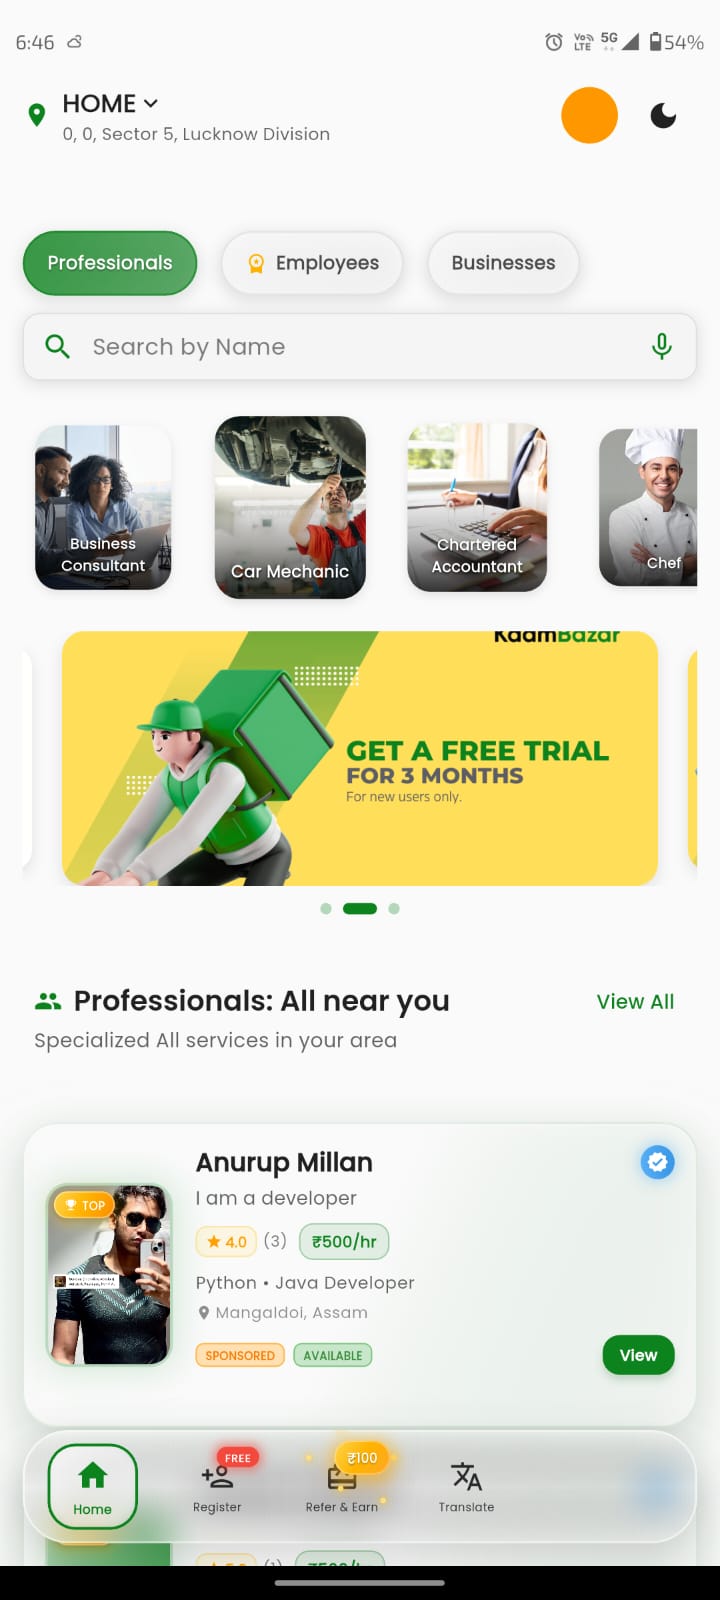 6:46
Vo)) LTE 5G 54%
HOME
0, 0, Sector 5, Lucknow Division
Professionals
Employees
Businesses
Search by Name
Business
Consultant
Car Mechanic
Chartered
Accountant
Chef
KaamBazar
GET A FREE TRIAL
FOR 3 MONTHS
For new users only.
Professionals: All near you
View All
Specialized All services in your area
Anurup Millan
TOP
I am a developer
4.0 (3) ₹500/hr
Python • Java Developer
Mangaldoi, Assam
SPONSORED AVAILABLE
View
FREE
₹100
Home
Register
Refer & Earn
Translate